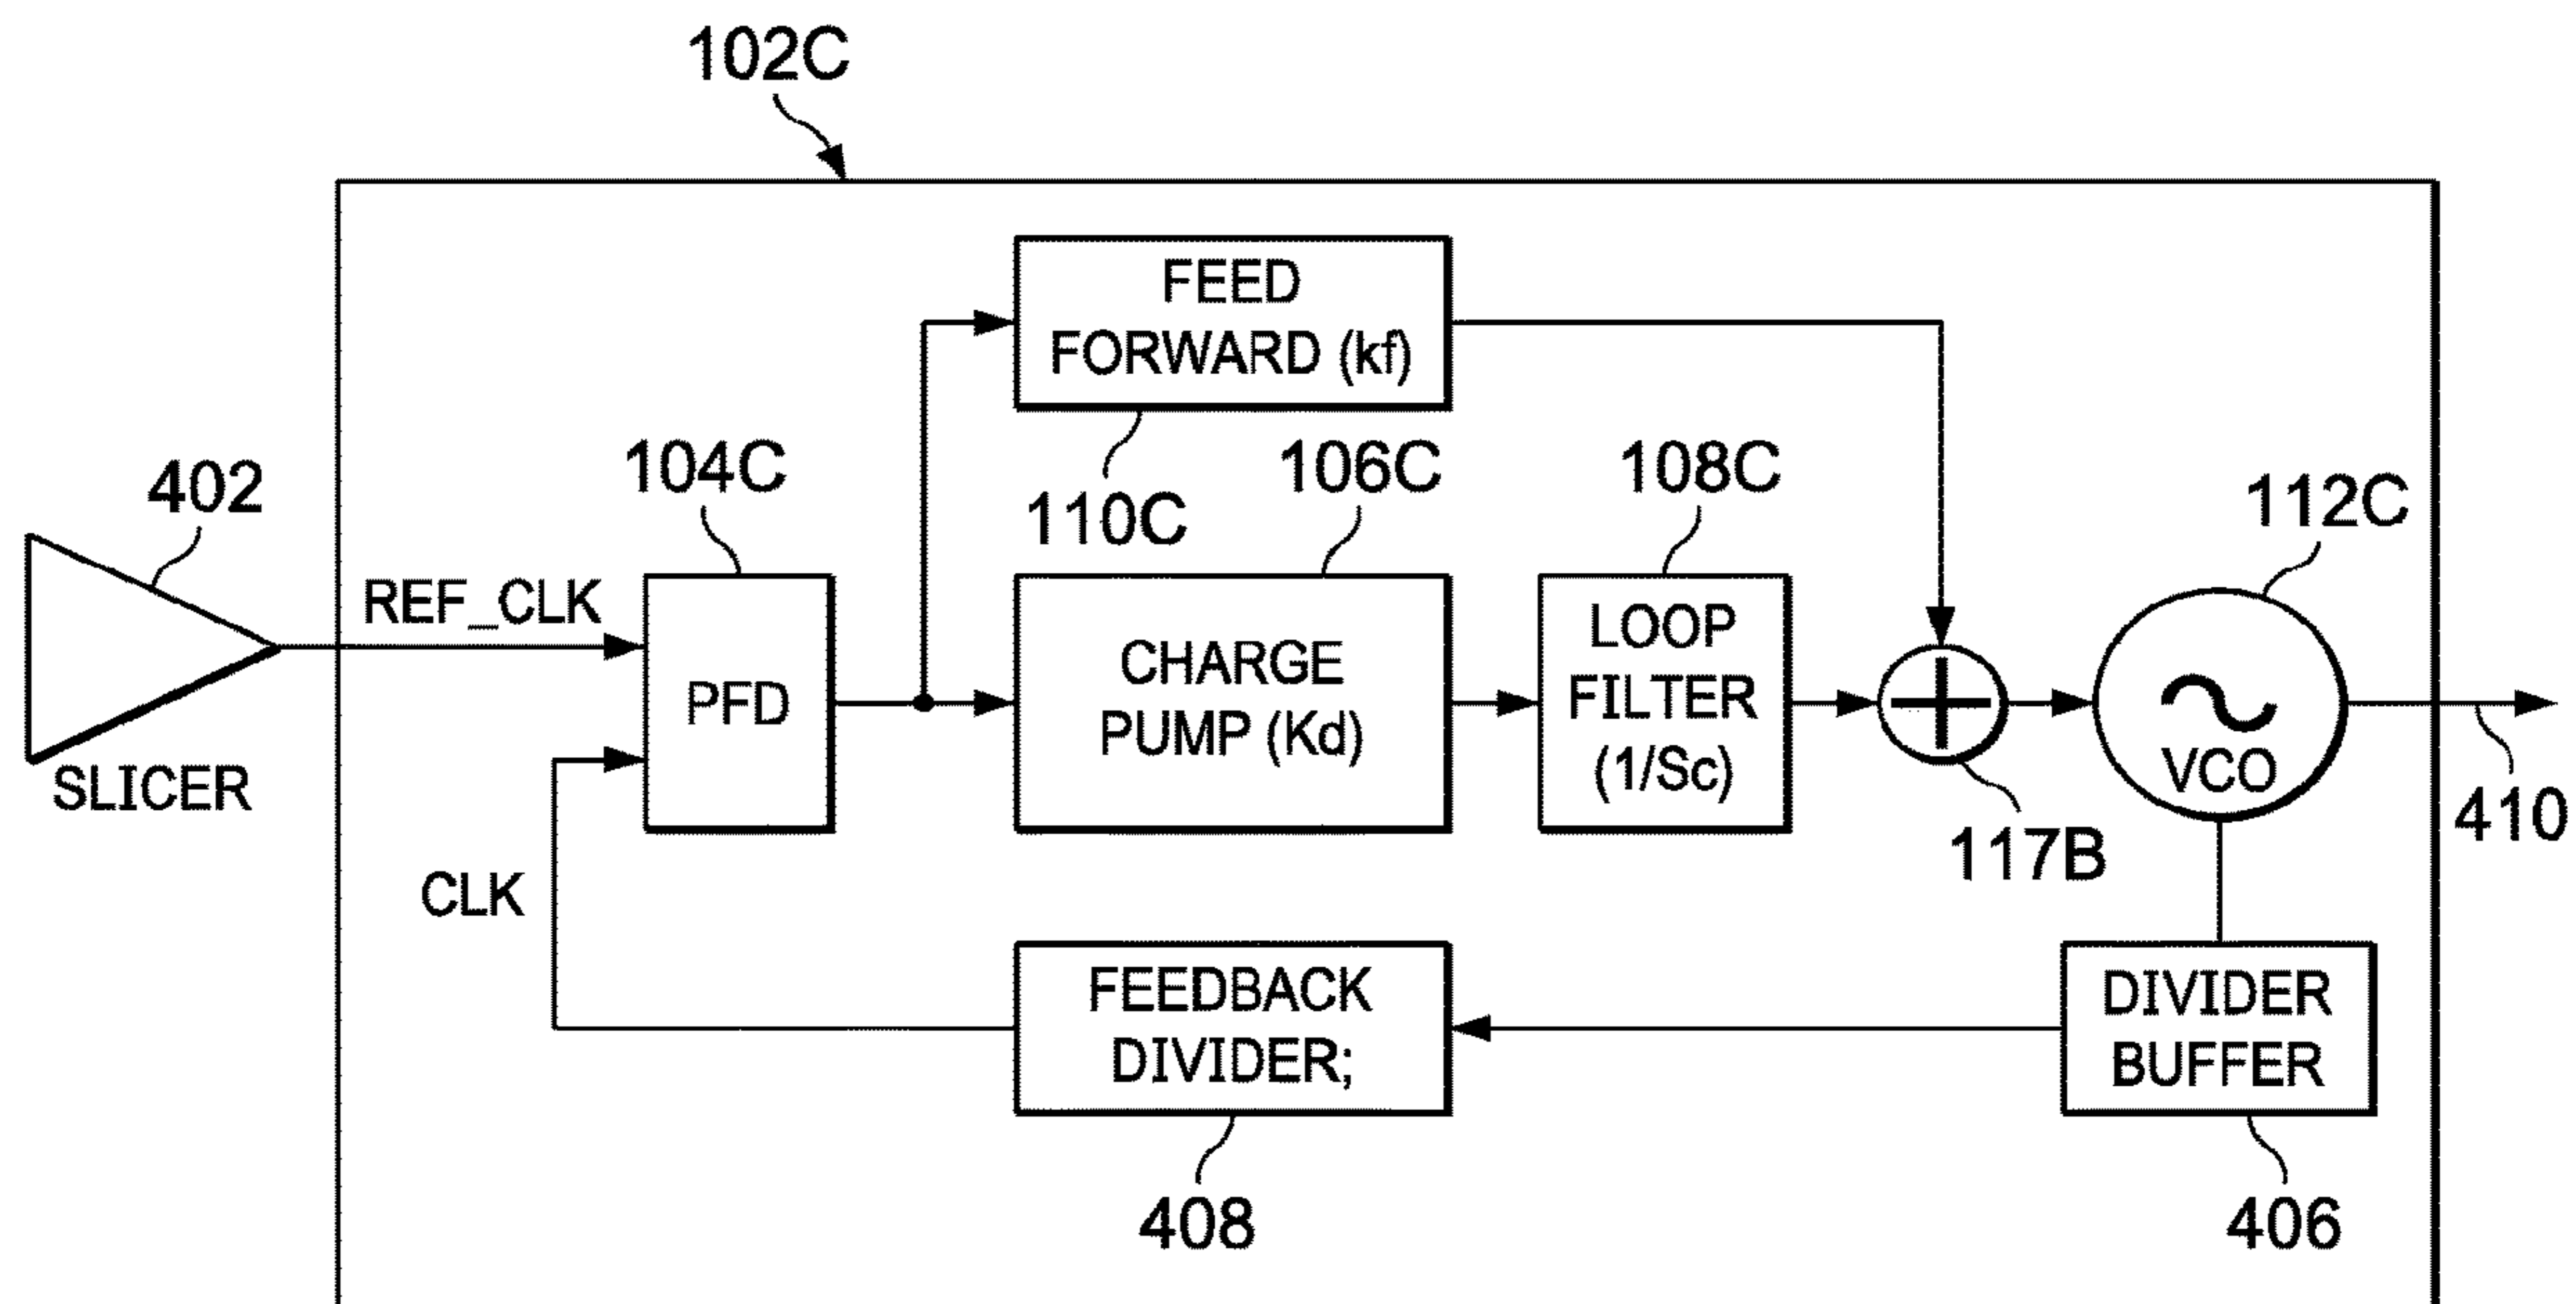 102C
FEED
FORWARD (kf)
110C
402
SLICER
REF_CLK
104C
PFD
106C
CHARGE
PUMP (Kd)
108C
LOOP
FILTER
(1/Sc)
117B
112C
VCO
410
CLK
FEEDBACK
DIVIDER;
408
DIVIDER
BUFFER
406